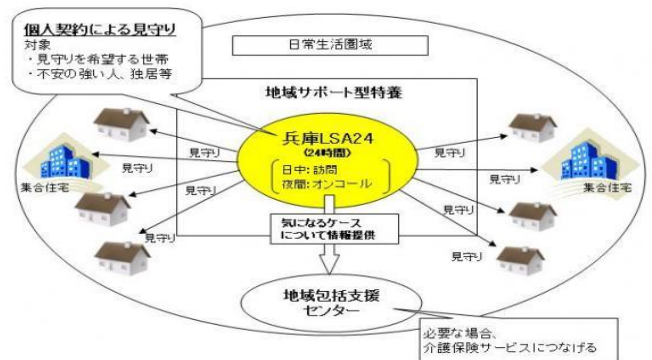 個人契約による見守り
対象
・見守りを希望する世帯
・不安の強い人、独居等
日常生活圏域
地域サポート型特養
兵庫LSA24
(24時間)
日中:訪問
夜間:オンコール
見守り
見守り
見守り
見守り
集合住宅
見守り
見守り
見守り
見守り
集合住宅
気になるケース
について情報提供
地域包括支援
センター
必要な場合、
介護保険サービスにつなげる